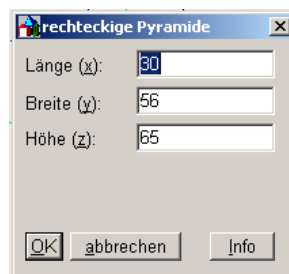 rechteckige Pyramide
Länge (x): 30
Breite (y): 56
Höhe (z): 65
OK abbrechen Info